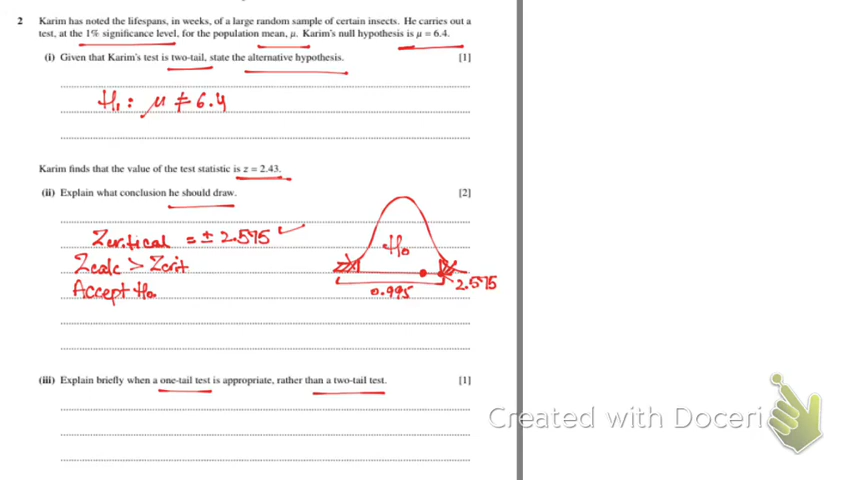 2 Karim has noted the lifespans, in weeks, of a large random sample of certain insects. He carries out a
test, at the 1% significance level, for the population mean, μ. Karim's null hypothesis is μ = 6.4.
(i) Given that Karim's test is two-tail, state the alternative hypothesis. [1]
H₁: μ ≠ 6.4
Karim finds that the value of the test statistic is z = 2.43.
(ii) Explain what conclusion he should draw. [2]
Zcritical = ± 2.575
H₀
Zcalc > Zcrit
2.575
Accept H₀
0.995
(iii) Explain briefly when a one-tail test is appropriate, rather than a two-tail test. [1]
Created with Doceri